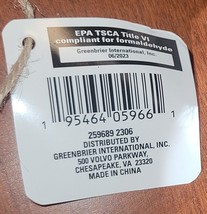 EPA TSCA Title VI
compliant for formaldehyde
Greenbrier International, Inc.
06/2023
1 95464 05966 1
259689 2306
DISTRIBUTED BY
GREENBRIER INTERNATIONAL, INC.
500 VOLVO PARKWAY,
CHESAPEAKE, VA 23320
MADE IN CHINA